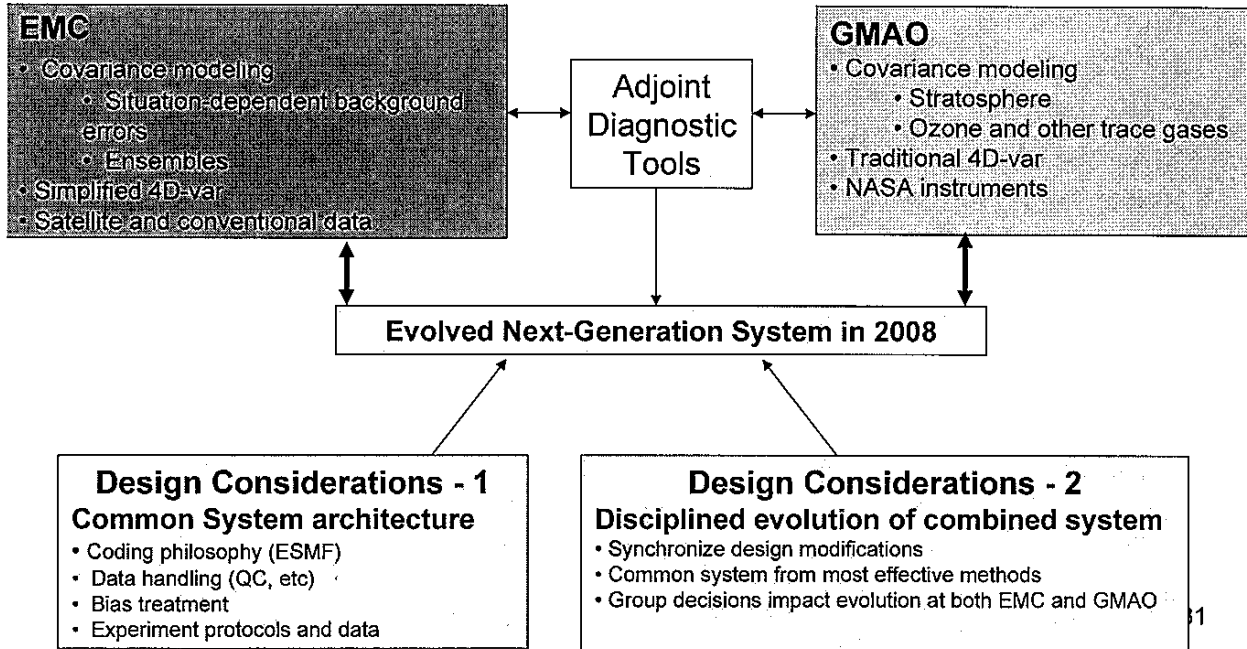 EMC
• Covariance modeling
• Situation-dependent background
errors
• Ensembles
• Simplified 4D-var
• Satellite and conventional data
Adjoint
Diagnostic
Tools
GMAO
• Covariance modeling
• Stratosphere
• Ozone and other trace gases
• Traditional 4D-var
• NASA instruments
Evolved Next-Generation System in 2008
Design Considerations - 1
Common System architecture
• Coding philosophy (ESMF)
• Data handling (QC, etc)
• Bias treatment
• Experiment protocols and data
Design Considerations - 2
Disciplined evolution of combined system
• Synchronize design modifications
• Common system from most effective methods
• Group decisions impact evolution at both EMC and GMAO